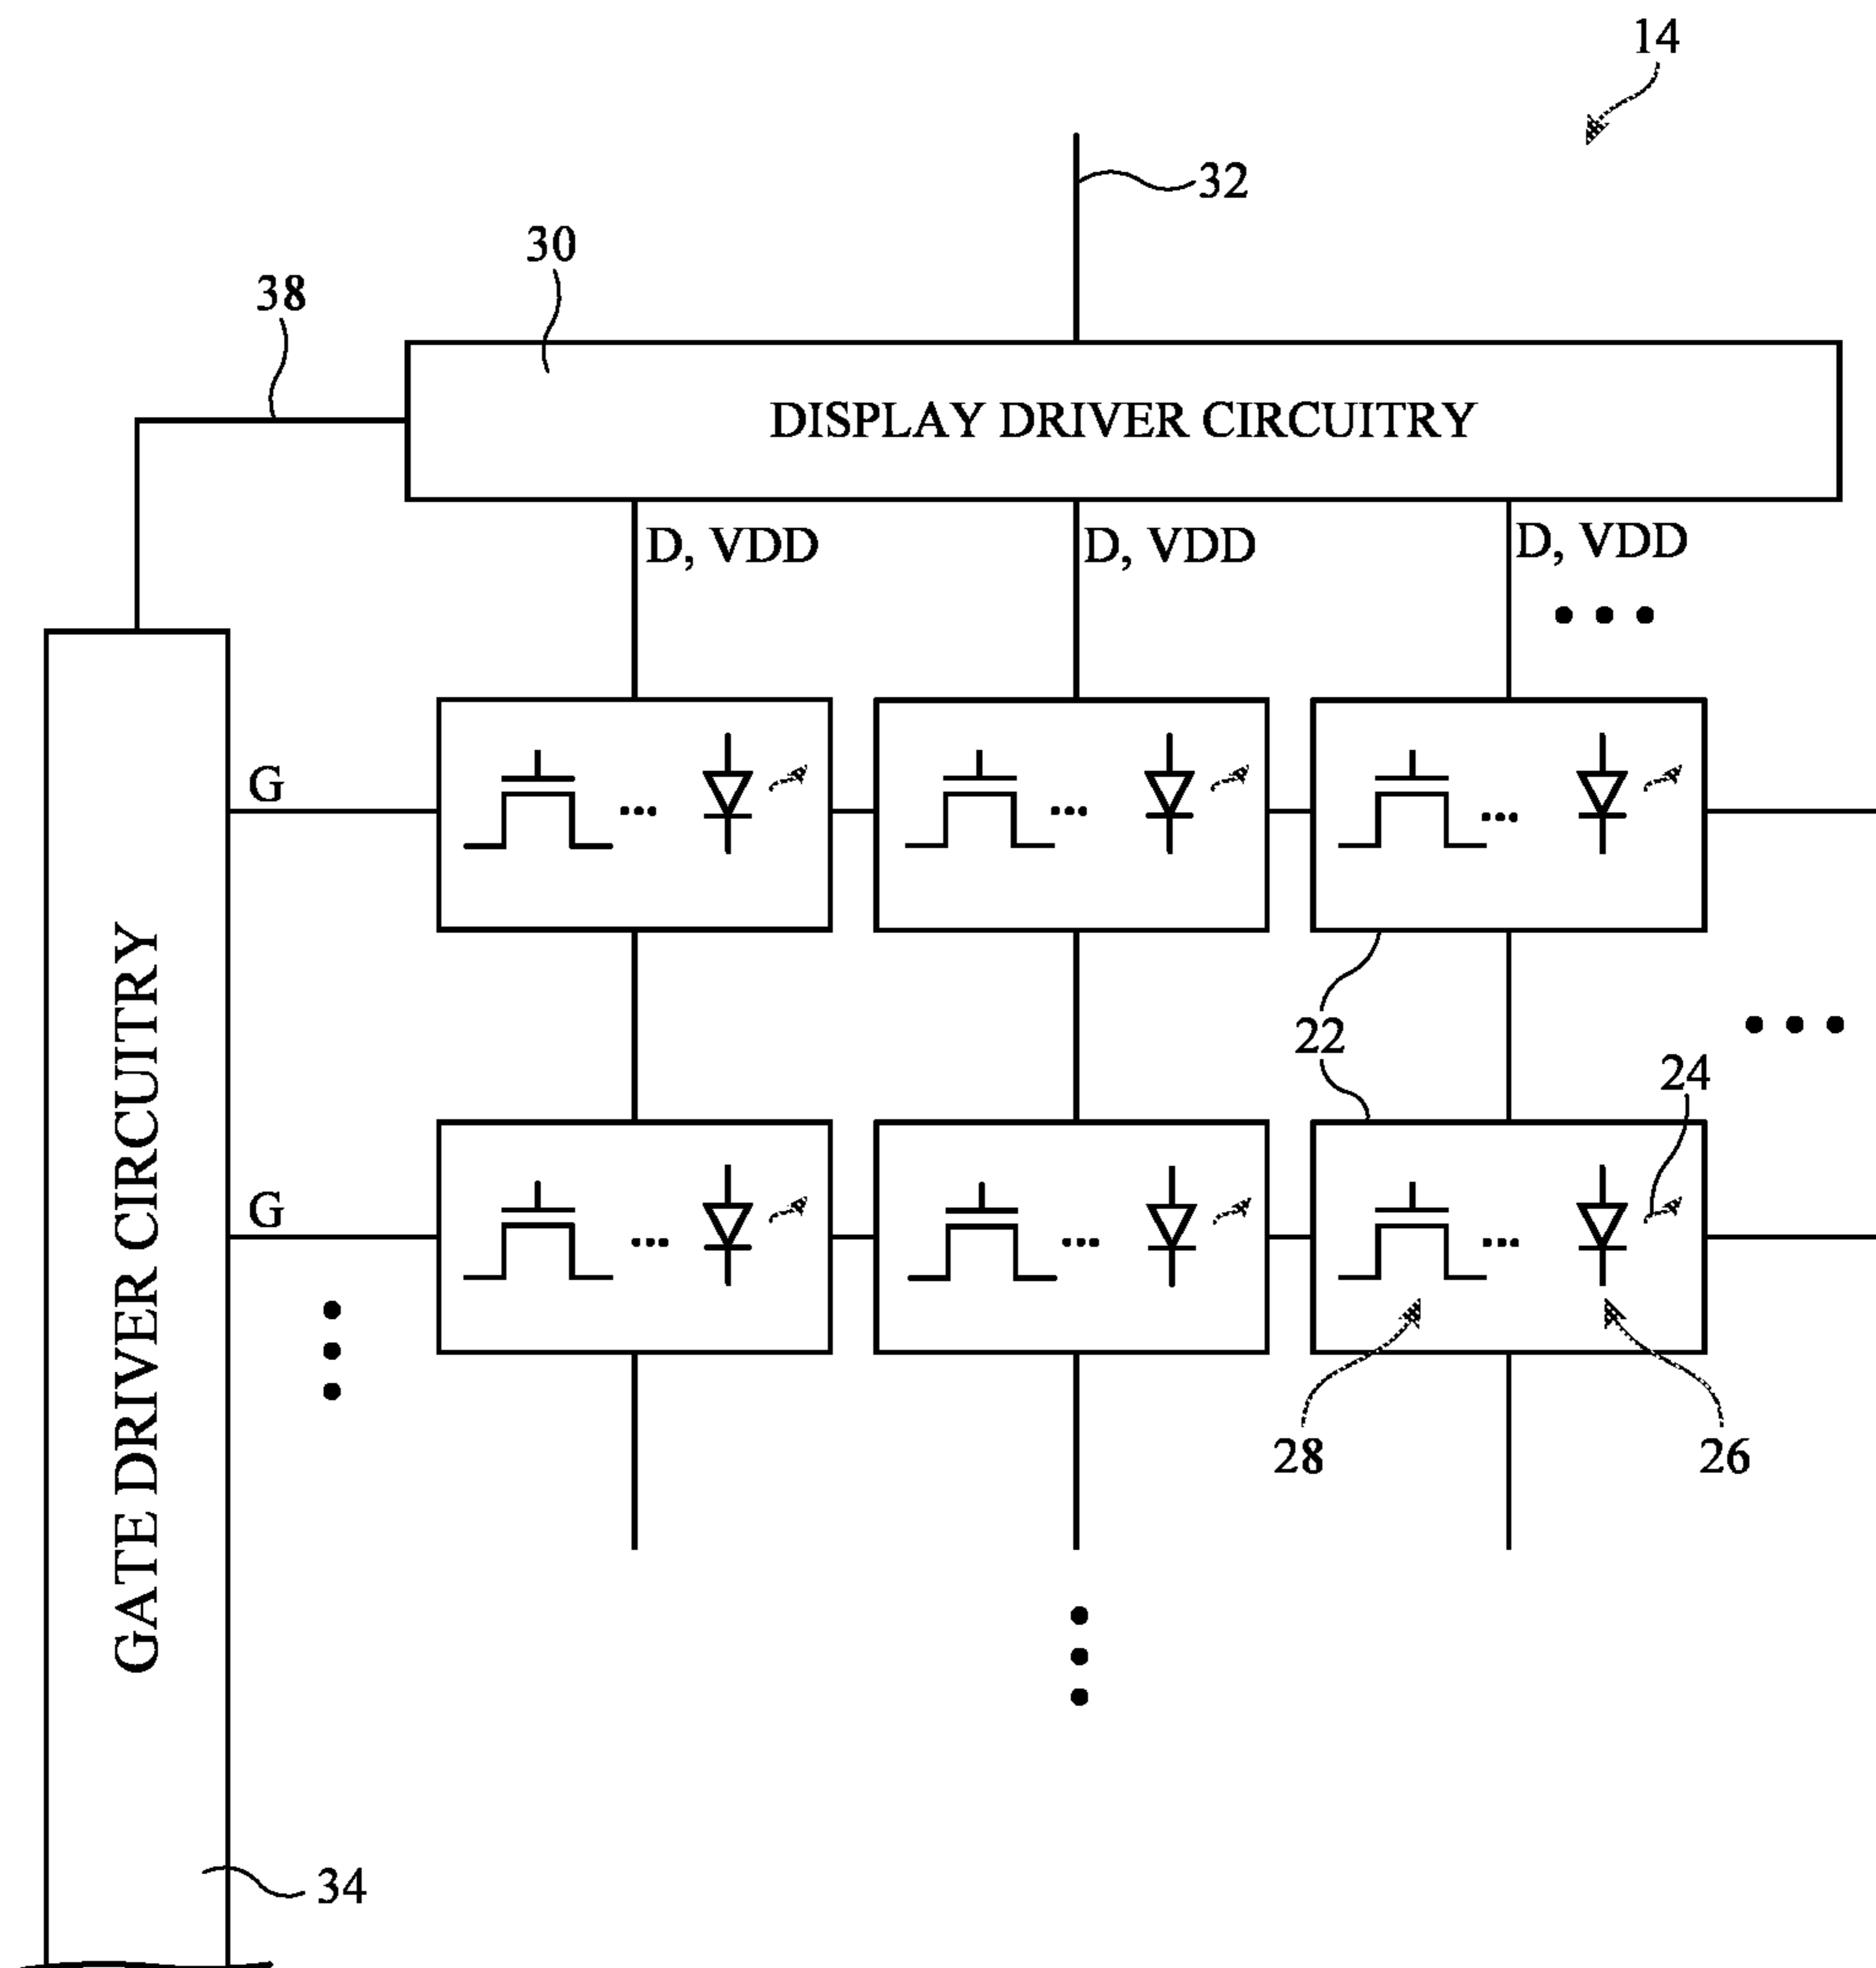 14
32
30
38
DISPLAY DRIVER CIRCUITRY
D, VDD
D, VDD
D, VDD
G
22
24
G
GATE DRIVER CIRCUITRY
28
26
34